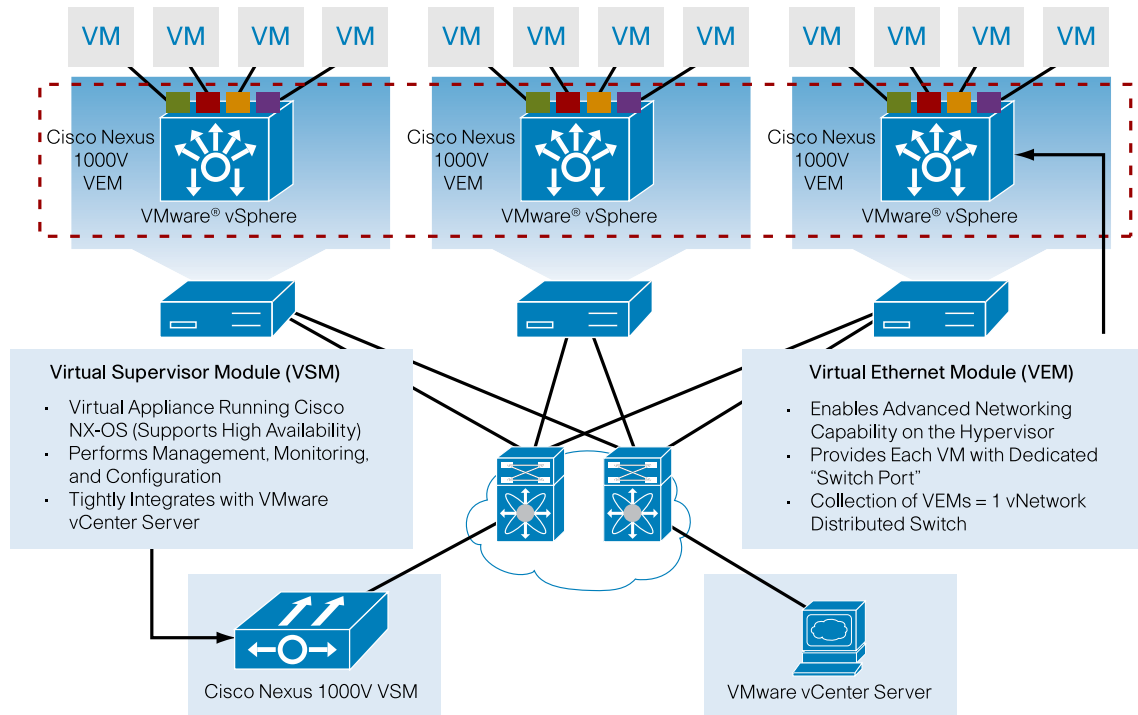 VM VM VM VM VM VM VM VM VM VM VM VM
Cisco Nexus
1000V
VEM
VMware® vSphere
Cisco Nexus
1000V
VEM
VMware® vSphere
Cisco Nexus
1000V
VEM
VMware® vSphere
Virtual Supervisor Module (VSM)
· Virtual Appliance Running Cisco
NX-OS (Supports High Availability)
· Performs Management, Monitoring,
and Configuration
· Tightly Integrates with VMware
vCenter Server
Virtual Ethernet Module (VEM)
· Enables Advanced Networking
Capability on the Hypervisor
· Provides Each VM with Dedicated
“Switch Port”
· Collection of VEMs = 1 vNetwork
Distributed Switch
Cisco Nexus 1000V VSM
VMware vCenter Server